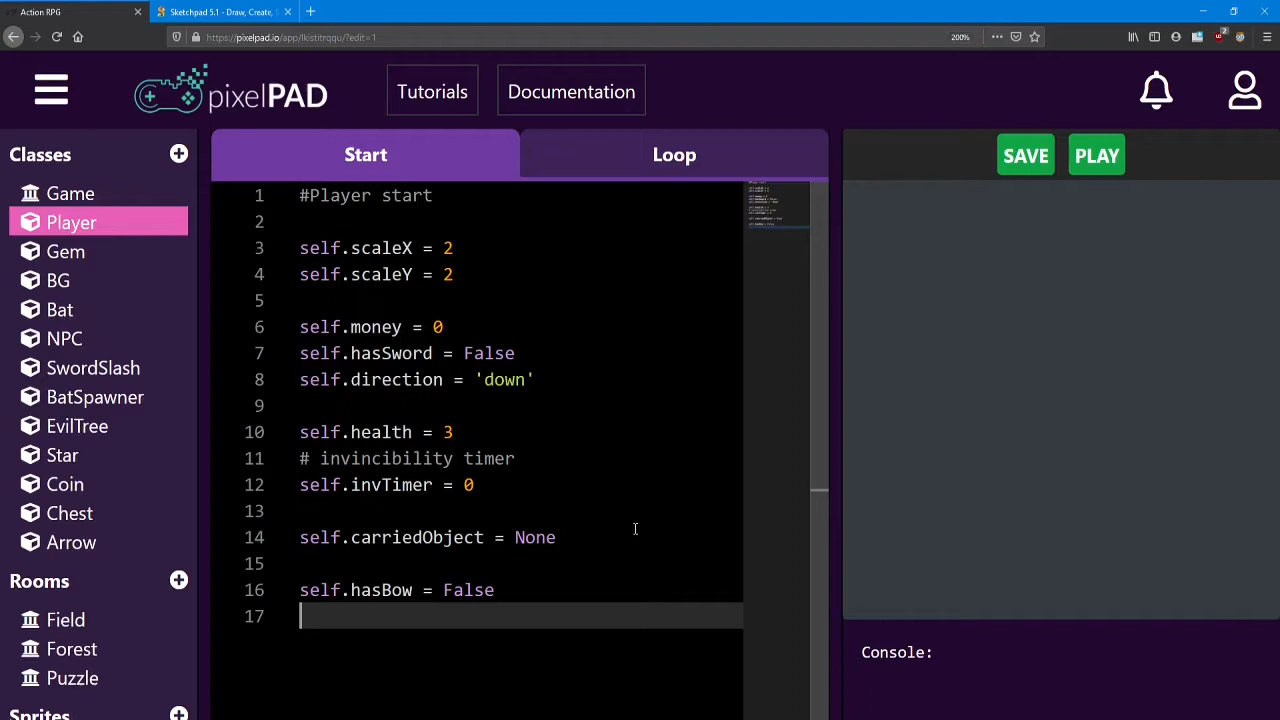 Action RPG
Sketchpad 5.1 - Draw, Create, S
https://pixelpad.io/app/lkistitrqqu/?edit=1
200%
2
pixelPAD
Tutorials
Documentation
Classes
Game
Player
Gem
BG
Bat
NPC
SwordSlash
BatSpawner
EvilTree
Star
Coin
Chest
Arrow
Rooms
Field
Forest
Puzzle
Sprites
Start
Loop
1 #Player start
2
3 self.scaleX = 2
4 self.scaleY = 2
5
6 self.money = 0
7 self.hasSword = False
8 self.direction = 'down'
9
10 self.health = 3
11 # invincibility timer
12 self.invTimer = 0
13
14 self.carriedObject = None
15
16 self.hasBow = False
17
SAVE
PLAY
Console: